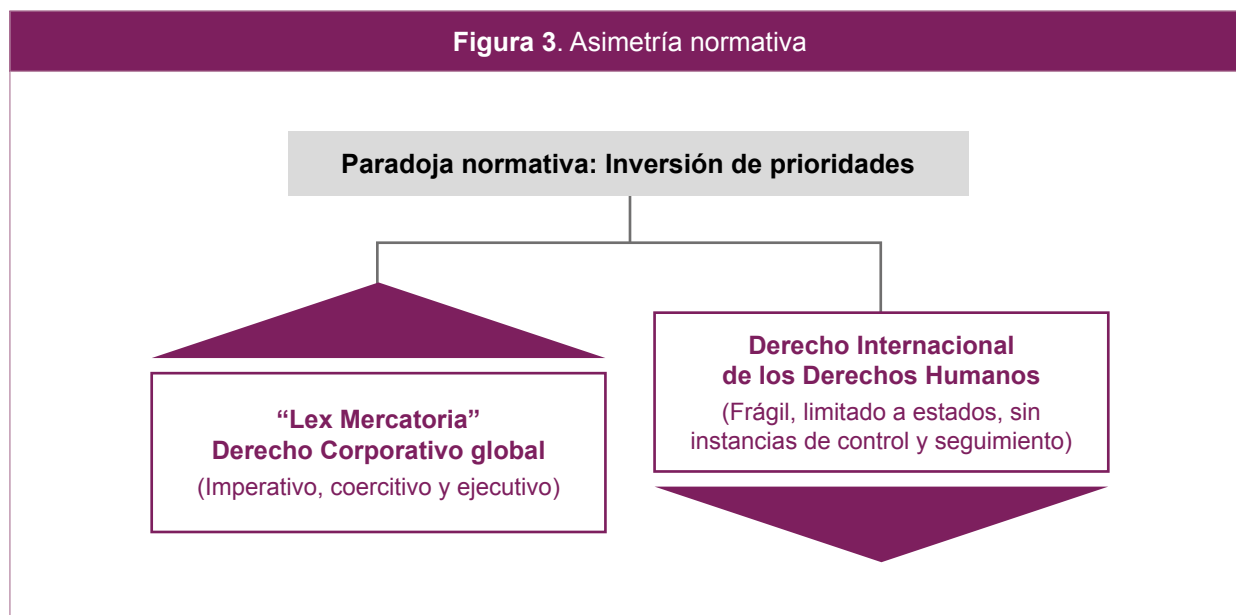 Figura 3. Asimetría normativa
Paradoja normativa: Inversión de prioridades
“Lex Mercatoria”
Derecho Corporativo global
(Imperativo, coercitivo y ejecutivo)
Derecho Internacional
de los Derechos Humanos
(Frágil, limitado a estados, sin
instancias de control y seguimiento)